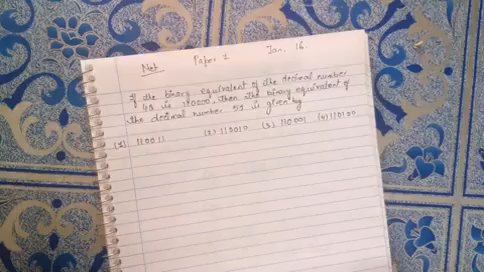 Net Paper 1 Jan, 16.
If the binary equivalent of the decimal number
48 is 110000, then the binary equivalent of
the decimal number 51 is given by
(1) 110011 (2) 110010 (3) 110001 (4) 110100